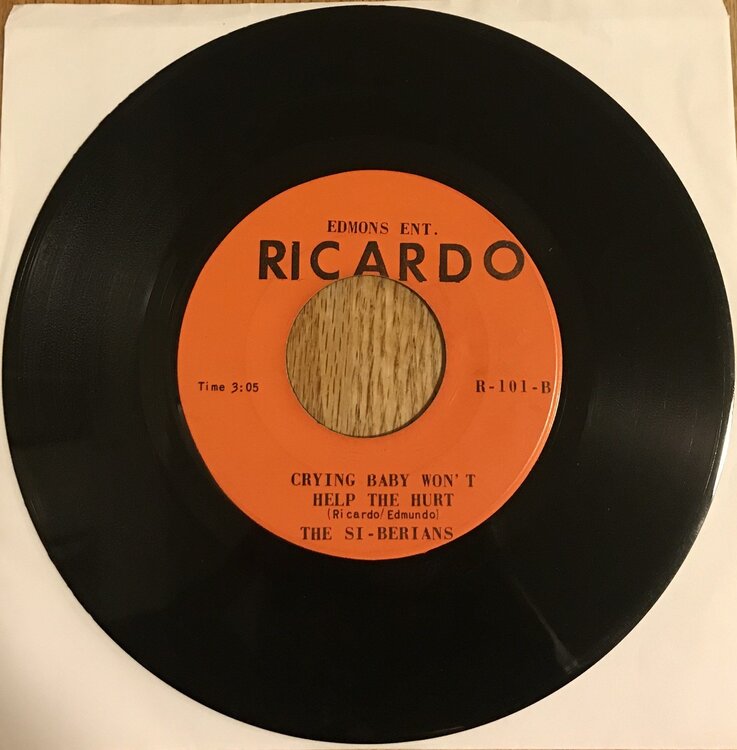 EDMONS ENT.
RICARDO
Time 3:05
R-101-B
CRYING BABY WON'T
HELP THE HURT
(Ricardo/Edmundo)
THE SI-BERIANS